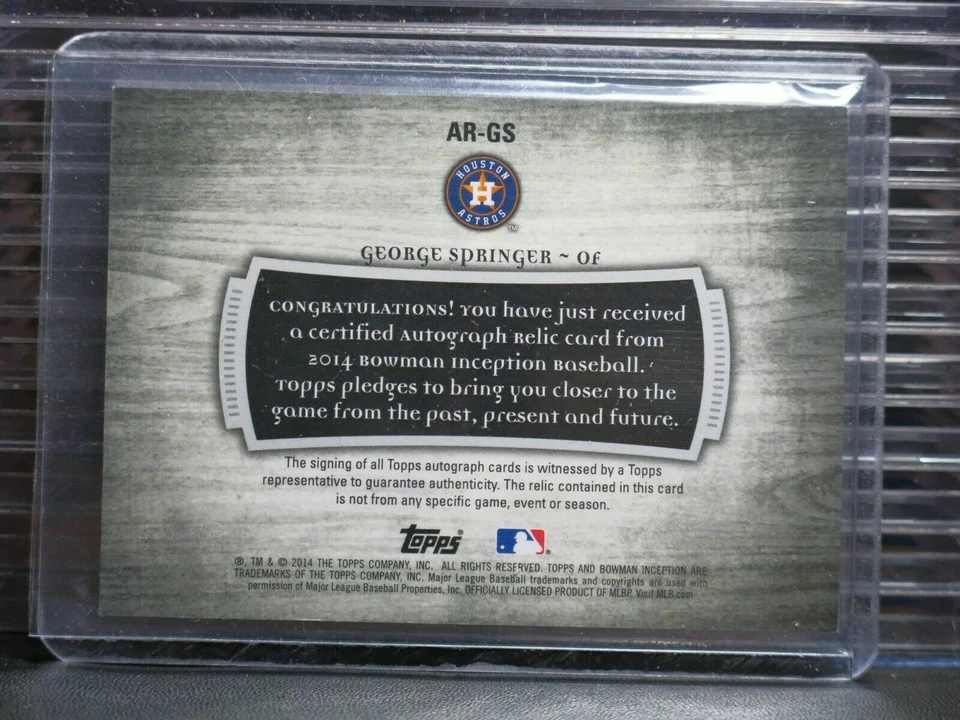 AR-GS
HOUSTON
H
ASTROS
TM
GEORGE SPRINGER ~ OF
CONGRATULATIONS! You have just received
a certified Autograph Relic card from
2014 Bowman Inception Baseball.
Topps pledges to bring you closer to the
game from the past, present and future.
The signing of all Topps autograph cards is witnessed by a Topps
representative to guarantee authenticity. The relic contained in this card
is not from any specific game, event or season.
topps®
®, TM & © 2014 THE TOPPS COMPANY, INC. ALL RIGHTS RESERVED. TOPPS AND BOWMAN INCEPTION ARE
TRADEMARKS OF THE TOPPS COMPANY, INC. Major League Baseball trademarks and copyrights are used with
permission of Major League Baseball Properties, Inc. OFFICIALLY LICENSED PRODUCT OF MLBP. Visit MLB.com